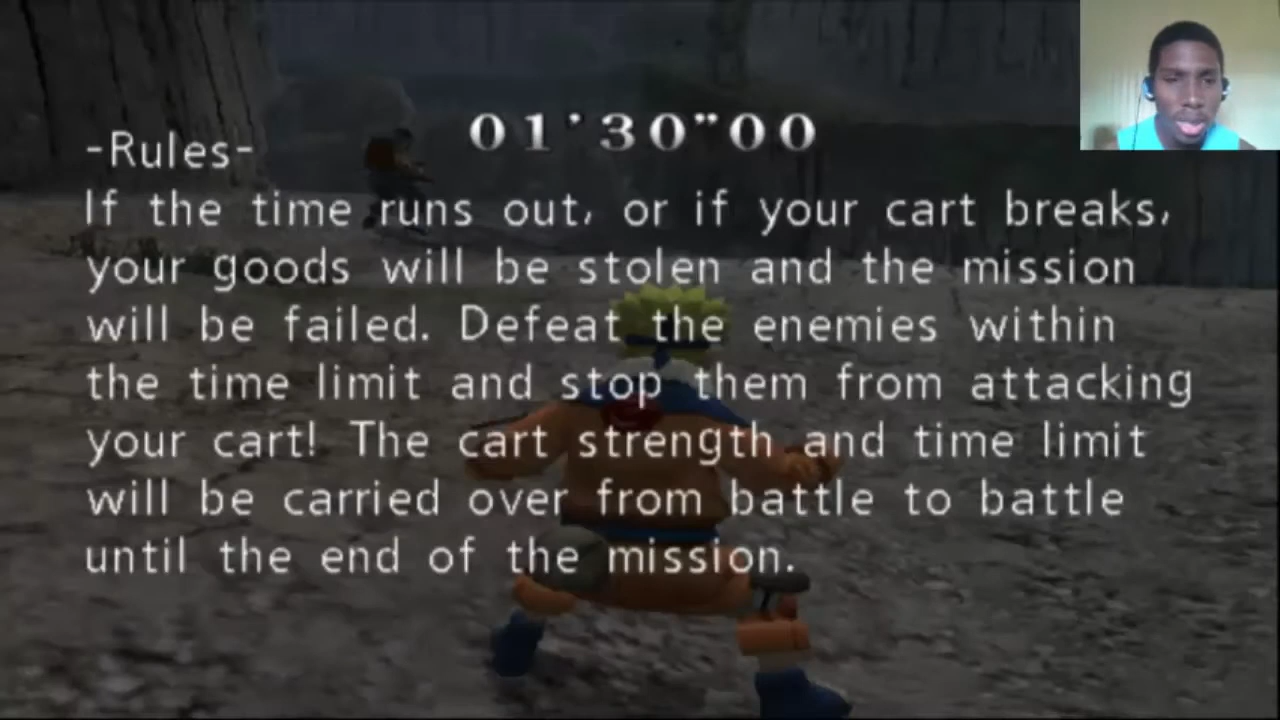 01'30"00
-Rules-
If the time runs out, or if your cart breaks,
your goods will be stolen and the mission
will be failed. Defeat the enemies within
the time limit and stop them from attacking
your cart! The cart strength and time limit
will be carried over from battle to battle
until the end of the mission.